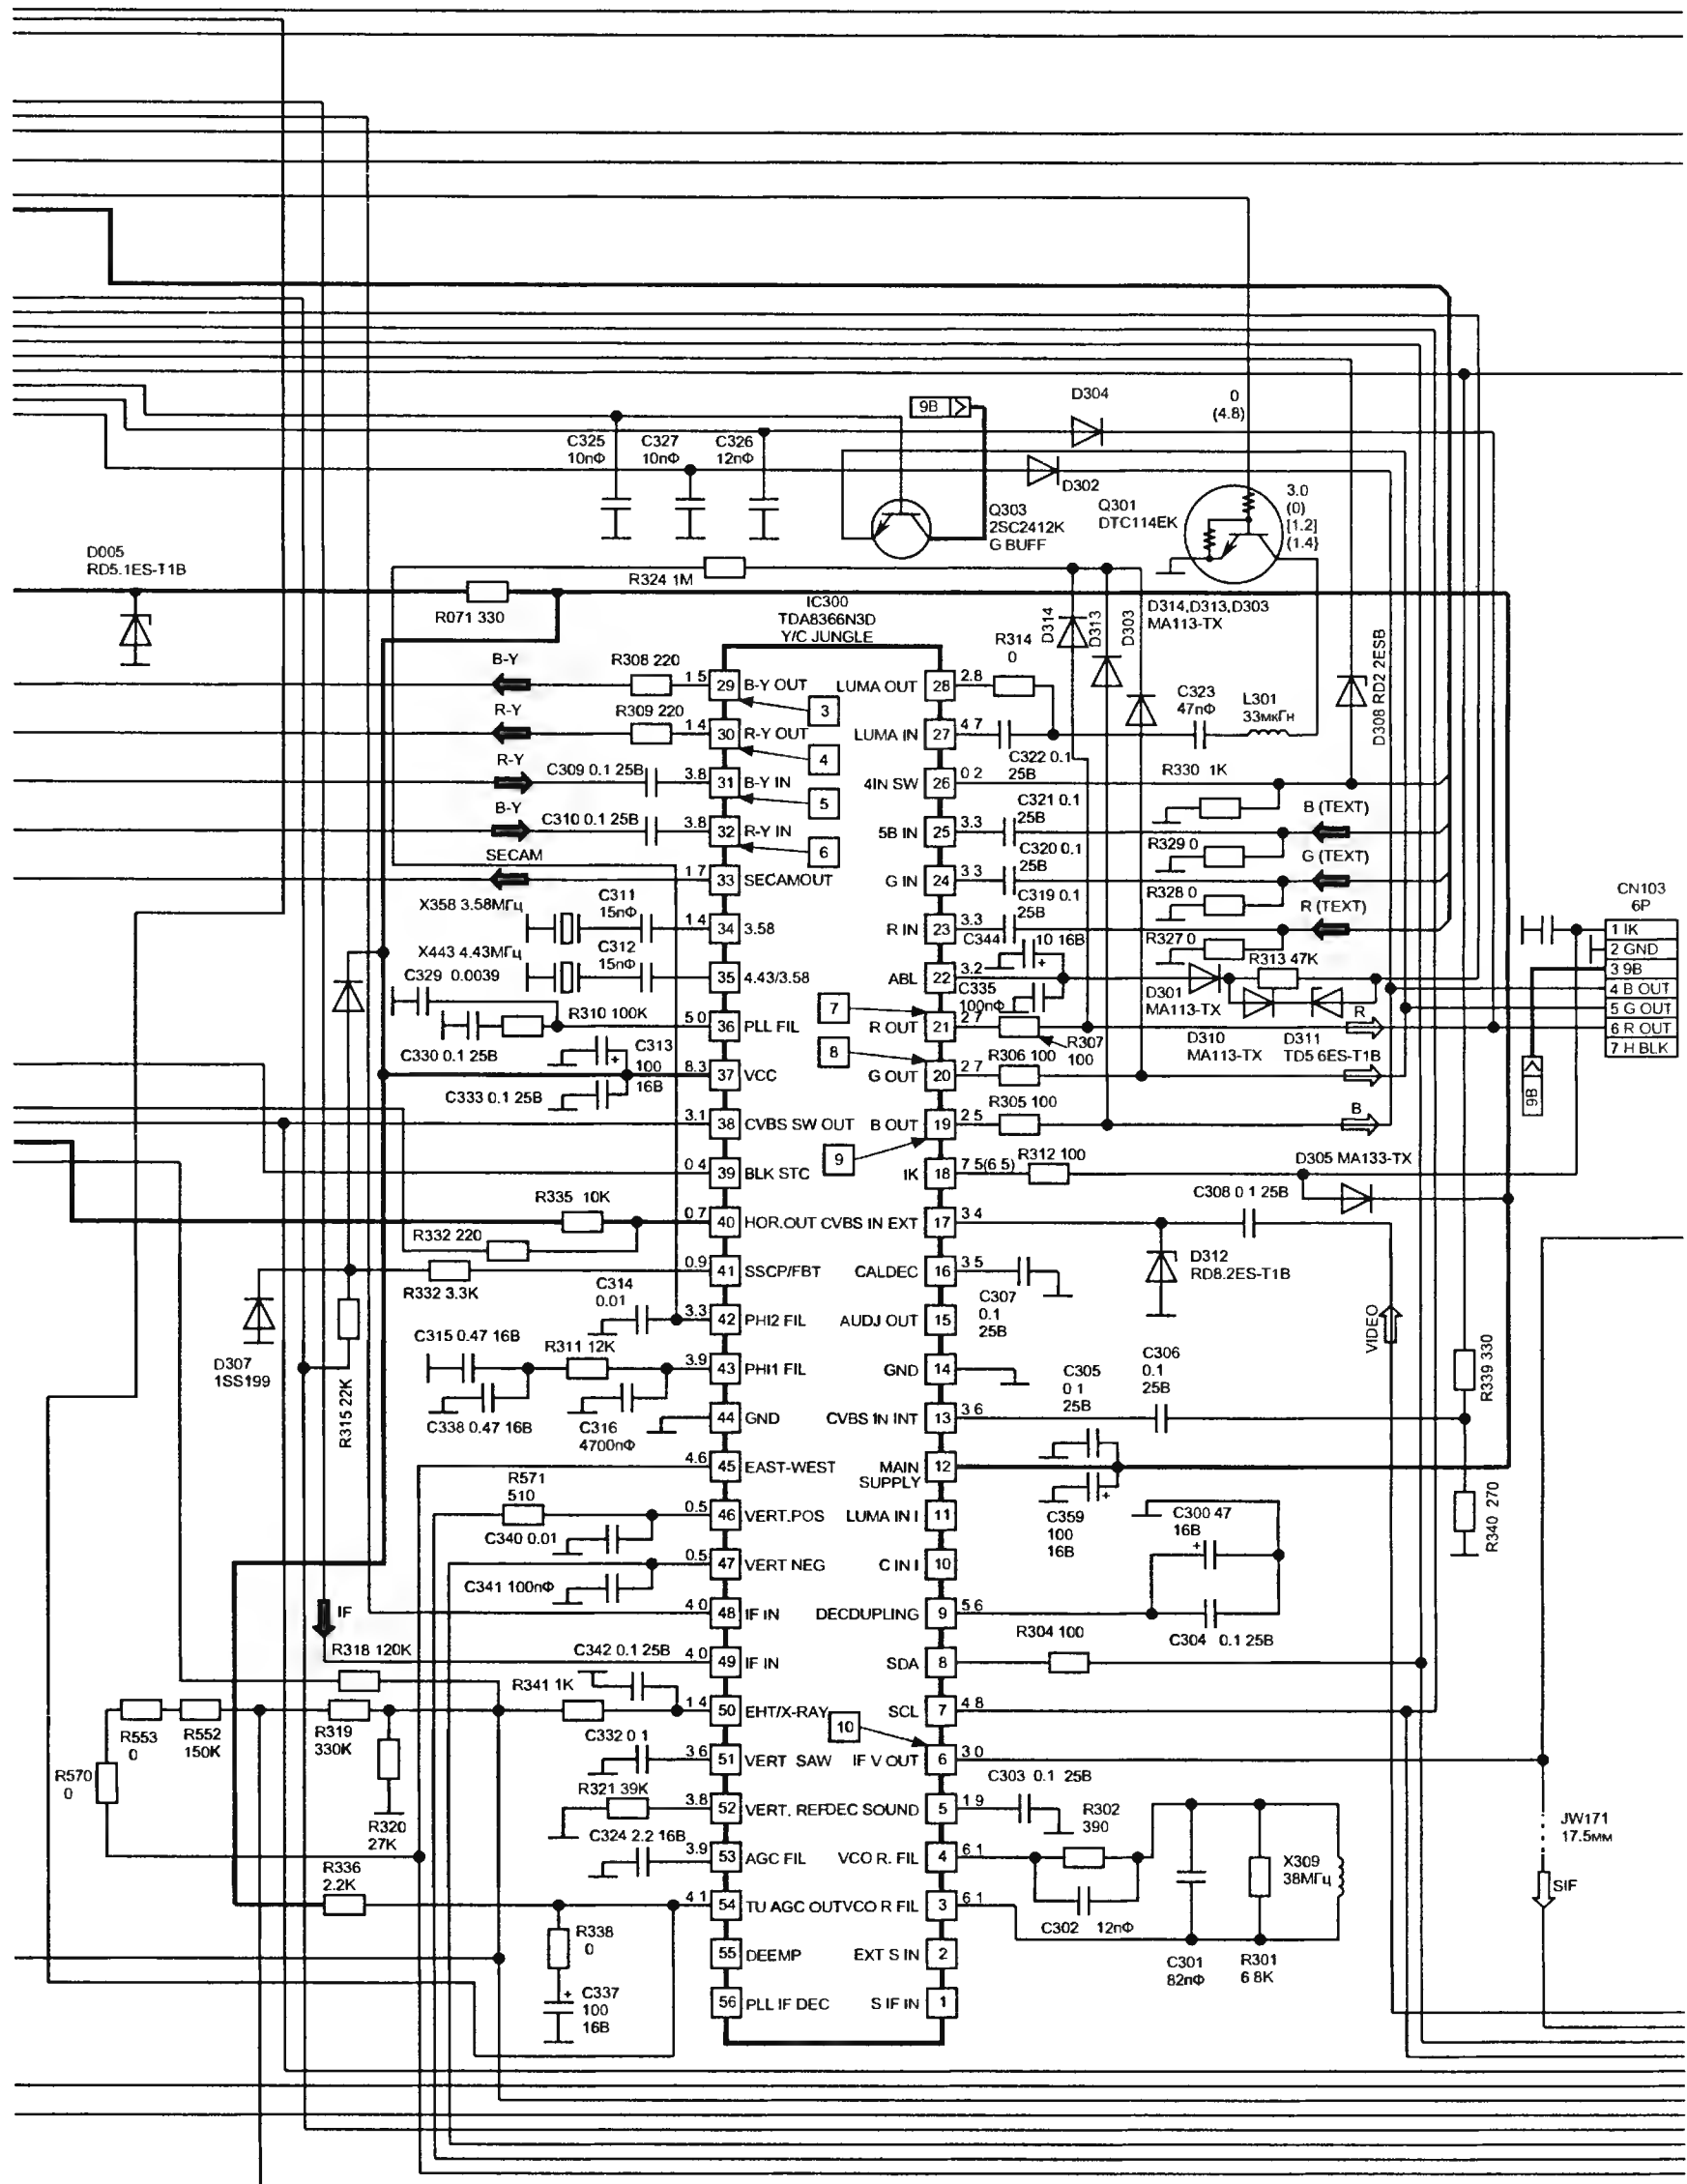 D304
0
(4.8)
9B
C325
10пФ
C327
10пФ
C326
12пФ
D302
Q303
2SC2412K
G BUFF
Q301
DTC114EK
3.0
(0)
[1.2]
(1.4)
D005
RD5.1ES-T1B
R324 1M
R071 330
IC300
TDA8366N3D
Y/C JUNGLE
D314
D313
D303
D314,D313,D303
MA113-TX
D308 RD2 2ESB
B-Y
R308 220
1 5
29
B-Y OUT
3
LUMA OUT
28
2.8
R314
0
C323
47пФ
L301
33мкГн
R-Y
R309 220
1 4
30
R-Y OUT
4
LUMA IN
27
4 7
C322 0.1
25В
R-Y
C309 0.1 25В
3.8
31
B-Y IN
5
4IN SW
26
0 2
R330 1K
B-Y
C310 0.1 25В
3.8
32
R-Y IN
6
5B IN
25
3.3
C321 0.1
25В
B (TEXT)
R329 0
SECAM
1 7
33
SECAMOUT
G IN
24
3 3
C320 0.1
25В
G (TEXT)
R328 0
X358 3.58МГц
C311
15пФ
1 4
34
3.58
R IN
23
3.3
C319 0.1
25В
R (TEXT)
R327 0
CN103
6P
1 IK
2 GND
3 9B
4 B OUT
5 G OUT
6 R OUT
7 H BLK
9B
X443 4.43МГц
C312
15пФ
35
4.43/3.58
ABL
22
3.2
C344
10 16В
C335
100пФ
R313 47K
D301
MA113-TX
D310
MA113-TX
D311
TD5 6ES-T1B
C329 0.0039
R310 100K
C330 0.1 25В
5 0
36
PLL FIL
7
R OUT
21
2 7
R307
100
R
C313
100
16В
C333 0.1 25В
8.3
37
VCC
8
G OUT
20
2 7
R306 100
3.1
38
CVBS SW OUT
B OUT
19
2 5
R305 100
B
9
0 4
39
BLK STC
IK
18
7 5(6 5)
R312 100
D305 MA133-TX
R335 10K
0 7
40
HOR.OUT
CVBS IN EXT
17
3 4
C308 0 1 25В
R332 220
D312
RD8.2ES-T1B
R332 3.3K
0.9
41
SSCP/FBT
CALDEC
16
3 5
C307
0.1
25В
C314
0.01
3.3
42
PHI2 FIL
AUDJ OUT
15
VIDEO
D307
1SS199
R315 22K
C315 0.47 16В
R311 12K
3.9
43
PHI1 FIL
GND
14
C338 0.47 16В
C316
4700пФ
C305
0 1
25В
C306
0.1
25В
R339 330
44
GND
CVBS IN INT
13
3 6
4.6
45
EAST-WEST
MAIN
SUPPLY
12
C359
100
16В
R340 270
R571
510
0.5
46
VERT.POS
LUMA IN I
11
C300 47
16В
C340 0.01
0.5
47
VERT NEG
C IN I
10
C341 100пФ
IF
4 0
48
IF IN
DECDUPLING
9
5 6
C304 0.1 25В
R318 120K
C342 0.1 25В
4 0
49
IF IN
SDA
8
R304 100
R341 1K
1 4
50
EHT/X-RAY
SCL
7
4 8
R553
0
R552
150K
R319
330K
10
R570
0
R320
27K
C332 0 1
3 6
51
VERT SAW
IF V OUT
6
3 0
C303 0.1 25В
R321 39K
3.8
52
VERT. REF
DEC SOUND
5
1 9
R302
390
JW171
17.5мм
C324 2.2 16В
3.9
53
AGC FIL
VCO R. FIL
4
6 1
X309
38МГц
SIF
R336
2.2K
4 1
54
TU AGC OUT
VCO R FIL
3
6 1
C302 12пФ
R338
0
55
DEEMP
EXT S IN
2
C301
82пФ
R301
6 8K
C337
100
16В
56
PLL IF DEC
S IF IN
1